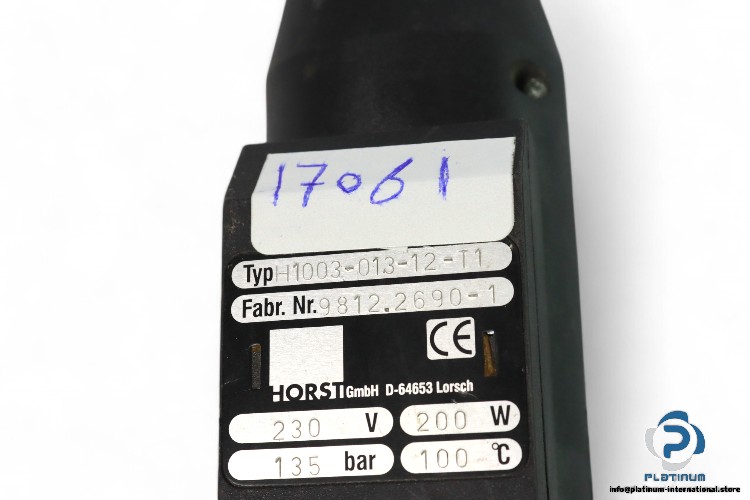 17061
Typ H1003-013-12-T1
Fabr. Nr. 9812.2690-1
CE
HORST GmbH D-64653 Lorsch
230 V 200 W
135 bar 100 °C
PLATINUM
INTERNATIONAL
info@platinum-international.store